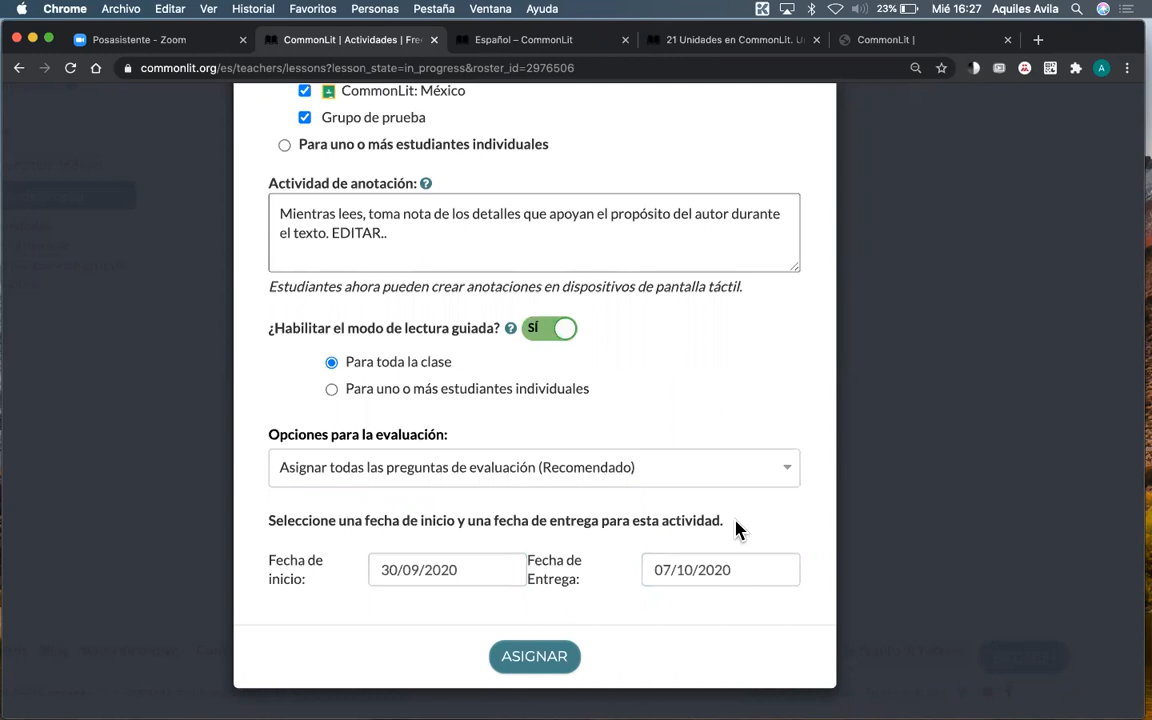 Chrome Archivo Editar Ver Historial Favoritos Personas Pestaña Ventana Ayuda 23% Mié 16:27 Aquiles Avila
Posasistente - Zoom CommonLit | Actividades | Fre Español – CommonLit 21 Unidades en CommonLit. U CommonLit |
commonlit.org/es/teachers/lessons?lesson_state=in_progress&roster_id=2976506
CommonLit: México
Grupo de prueba
Para uno o más estudiantes individuales
Actividad de anotación:
Mientras lees, toma nota de los detalles que apoyan el propósito del autor durante
el texto. EDITAR..
Estudiantes ahora pueden crear anotaciones en dispositivos de pantalla táctil.
¿Habilitar el modo de lectura guiada? SÍ
Para toda la clase
Para uno o más estudiantes individuales
Opciones para la evaluación:
Asignar todas las preguntas de evaluación (Recomendado)
Seleccione una fecha de inicio y una fecha de entrega para esta actividad.
Fecha de inicio: 30/09/2020 Fecha de Entrega: 07/10/2020
ASIGNAR